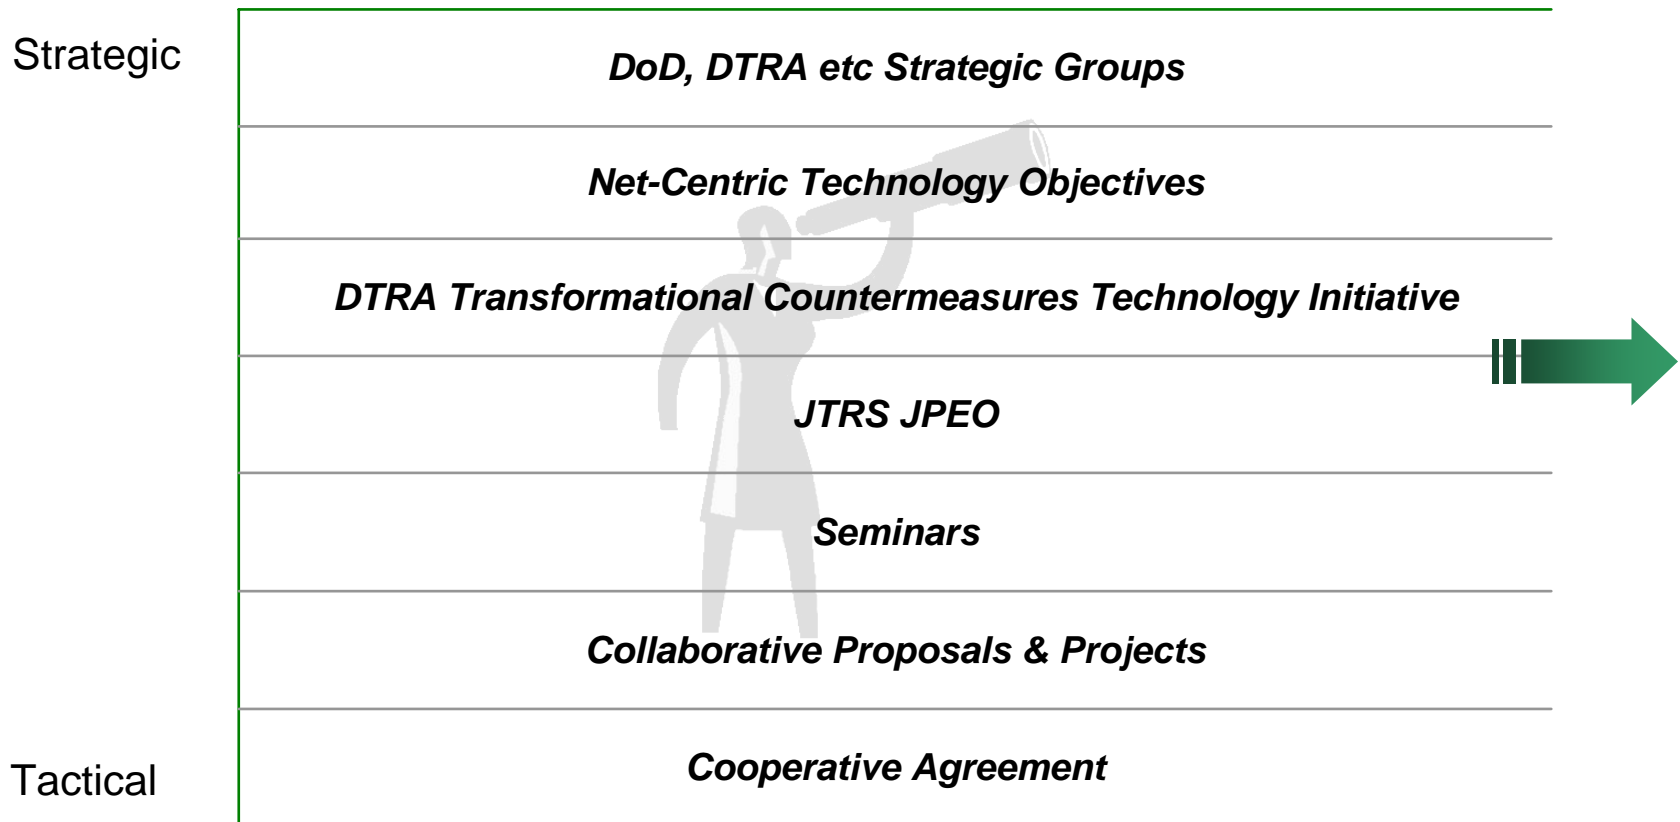 Strategic
DoD, DTRA etc Strategic Groups
Net-Centric Technology Objectives
DTRA Transformational Countermeasures Technology Initiative
JTRS JPEO
Seminars
Collaborative Proposals & Projects
Cooperative Agreement
Tactical